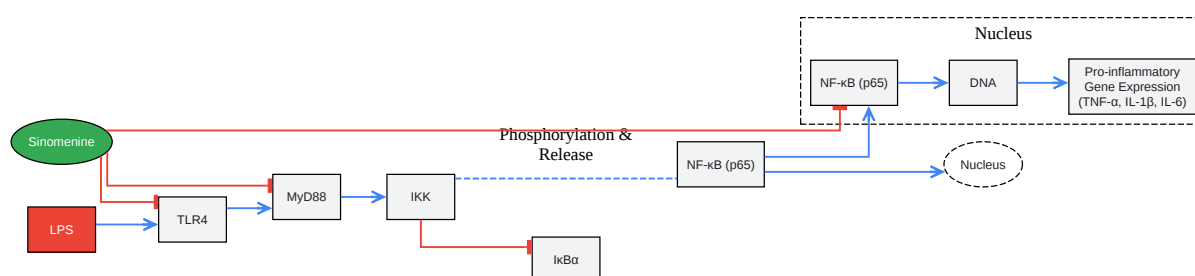 Nucleus
NF-κB (p65)
DNA
Pro-inflammatory
Gene Expression
(TNF-α, IL-1β, IL-6)
Sinomenine
Phosphorylation &
Release
NF-κB (p65)
Nucleus
MyD88
IKK
TLR4
LPS
IκBα